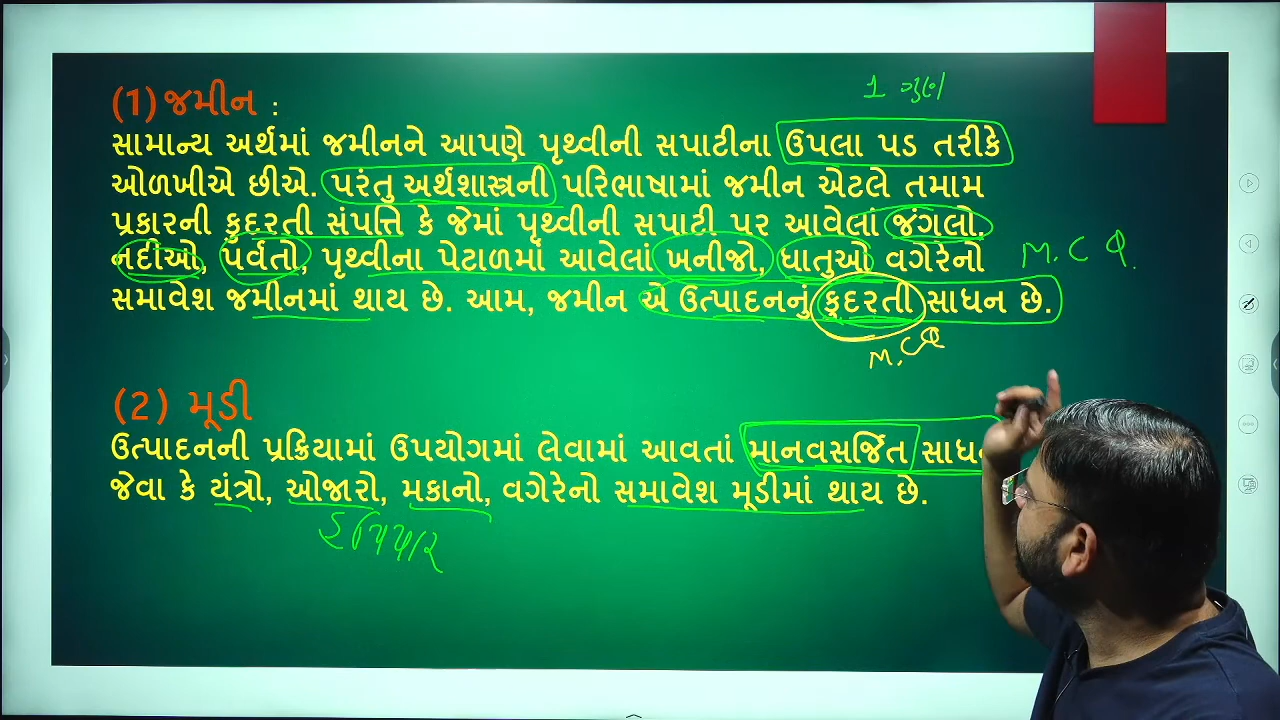 1 ગુણ
(1) જમીન :
સામાન્ય અર્થમાં જમીનને આપણે પૃથ્વીની સપાટીના ઉપલા પડ તરીકે
ઓળખીએ છીએ. પરંતુ અર્થશાસ્ત્રની પરિભાષામાં જમીન એટલે તમામ
પ્રકારની કુદરતી સંપત્તિ કે જેમાં પૃથ્વીની સપાટી પર આવેલાં જંગલો,
નદીઓ, પર્વતો, પૃથ્વીના પેટાળમાં આવેલાં ખનીજો, ધાતુઓ વગેરેનો
M.C.Q.
સમાવેશ જમીનમાં થાય છે. આમ, જમીન એ ઉત્પાદનનું કુદરતી સાધન છે.
M.CQ
(2) મૂડી
ઉત્પાદનની પ્રક્રિયામાં ઉપયોગમાં લેવામાં આવતાં માનવસર્જિત
જેવા કે યંત્રો, ઓજારો, મકાનો, વગેરેનો સમાવેશ મૂડીમાં થાય છે.
હથિયાર